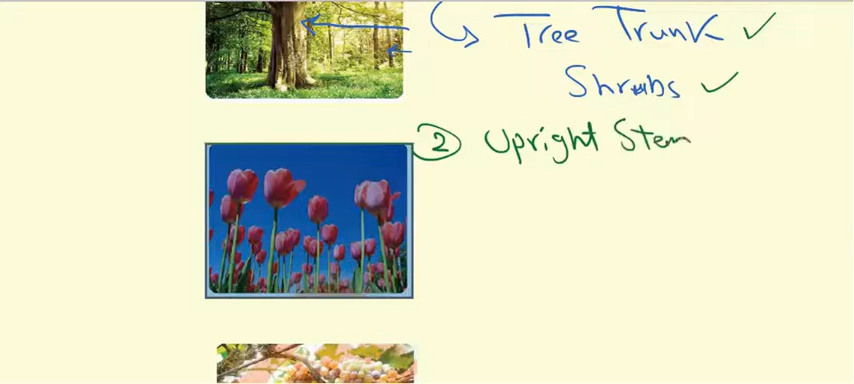 Tree Trunk ✓
Shrubs ✓
② Upright Stem